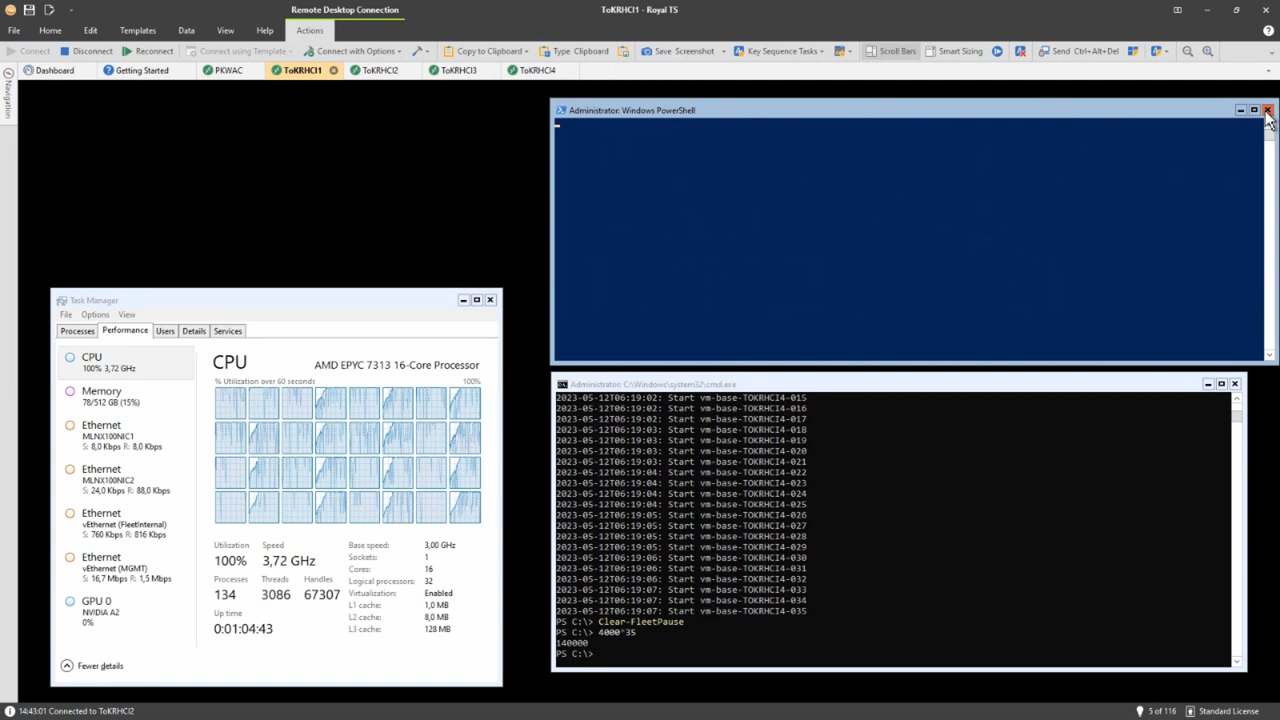 Remote Desktop Connection
ToKRHCI1 - Royal TS
File Home Edit Templates Data View Help Actions
Connect Disconnect Reconnect Connect using Template Connect with Options Copy to Clipboard Type Clipboard Save Screenshot Key Sequence Tasks Scroll Bars Smart Sizing Send Ctrl+Alt+Del
Navigation
Dashboard Getting Started PKWAC ToKRHCI1 ToKRHCI2 ToKRHCI3 ToKRHCI4
Administrator: Windows PowerShell
Task Manager
File Options View
Processes Performance Users Details Services
CPU
100% 3,72 GHz
Memory
78/512 GB (15%)
Ethernet
MLNX100NIC1
S: 8,0 Kbps R: 8,0 Kbps
Ethernet
MLNX100NIC2
S: 24,0 Kbps R: 88,0 Kbps
Ethernet
vEthernet (FleetInternal)
S: 760 Kbps R: 816 Kbps
Ethernet
vEthernet (MGMT)
S: 16,7 Mbps R: 1,5 Mbps
GPU 0
NVIDIA A2
0%
CPU AMD EPYC 7313 16-Core Processor
% Utilization over 60 seconds 100%
Utilization Speed
100% 3,72 GHz
Processes Threads Handles
134 3086 67307
Up time
0:01:04:43
Base speed: 3,00 GHz
Sockets: 1
Cores: 16
Logical processors: 32
Virtualization: Enabled
L1 cache: 1,0 MB
L2 cache: 8,0 MB
L3 cache: 128 MB
Fewer details
Administrator: C:\Windows\system32\cmd.exe
2023-05-12T06:19:02: Start vm-base-TOKRHCI4-015
2023-05-12T06:19:02: Start vm-base-TOKRHCI4-016
2023-05-12T06:19:02: Start vm-base-TOKRHCI4-017
2023-05-12T06:19:03: Start vm-base-TOKRHCI4-018
2023-05-12T06:19:03: Start vm-base-TOKRHCI4-019
2023-05-12T06:19:03: Start vm-base-TOKRHCI4-020
2023-05-12T06:19:03: Start vm-base-TOKRHCI4-021
2023-05-12T06:19:04: Start vm-base-TOKRHCI4-022
2023-05-12T06:19:04: Start vm-base-TOKRHCI4-023
2023-05-12T06:19:04: Start vm-base-TOKRHCI4-024
2023-05-12T06:19:04: Start vm-base-TOKRHCI4-025
2023-05-12T06:19:05: Start vm-base-TOKRHCI4-026
2023-05-12T06:19:05: Start vm-base-TOKRHCI4-027
2023-05-12T06:19:05: Start vm-base-TOKRHCI4-028
2023-05-12T06:19:05: Start vm-base-TOKRHCI4-029
2023-05-12T06:19:06: Start vm-base-TOKRHCI4-030
2023-05-12T06:19:06: Start vm-base-TOKRHCI4-031
2023-05-12T06:19:06: Start vm-base-TOKRHCI4-032
2023-05-12T06:19:07: Start vm-base-TOKRHCI4-033
2023-05-12T06:19:07: Start vm-base-TOKRHCI4-034
2023-05-12T06:19:07: Start vm-base-TOKRHCI4-035
PS C:\> Clear-FleetPause
PS C:\> 4000*35
140000
PS C:\>
14:43:01 Connected to ToKRHCI2
5 of 116 Standard License